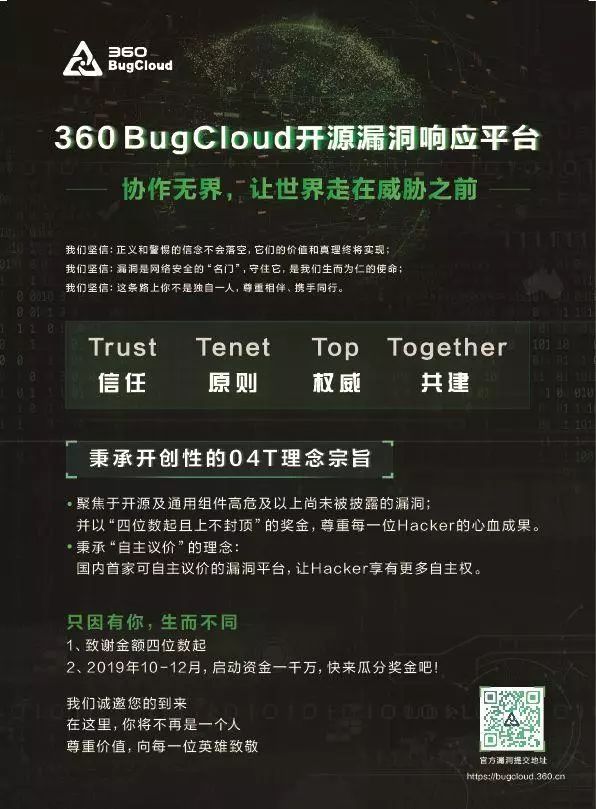 360
BugCloud
360 BugCloud开源漏洞响应平台
协作无界，让世界走在威胁之前
我们坚信：正义和警惕的信念不会落空，它们的价值和真理终将实现；
我们坚信：漏洞是网络安全的“名门”，守住它，是我们生而为仁的使命；
我们坚信：这条路上你不是独自一人，尊重相伴、携手同行。
Trust Tenet Top Together
信任 原则 权威 共建
秉承开创性的04T理念宗旨
•聚焦于开源及通用组件高危及以上尚未被披露的漏洞；
并以“四位数起且上不封顶”的奖金，尊重每一位Hacker的心血成果。
•秉承“自主议价”的理念：
国内首家可自主议价的漏洞平台，让Hacker享有更多自主权。
只因有你，生而不同
1、致谢金额四位数起
2、2019年10-12月，启动资金一千万，快来瓜分奖金吧！
我们诚邀您的到来
在这里，你将不再是一个人
尊重价值，向每一位英雄致敬
官方漏洞提交地址
https://bugcloud.360.cn